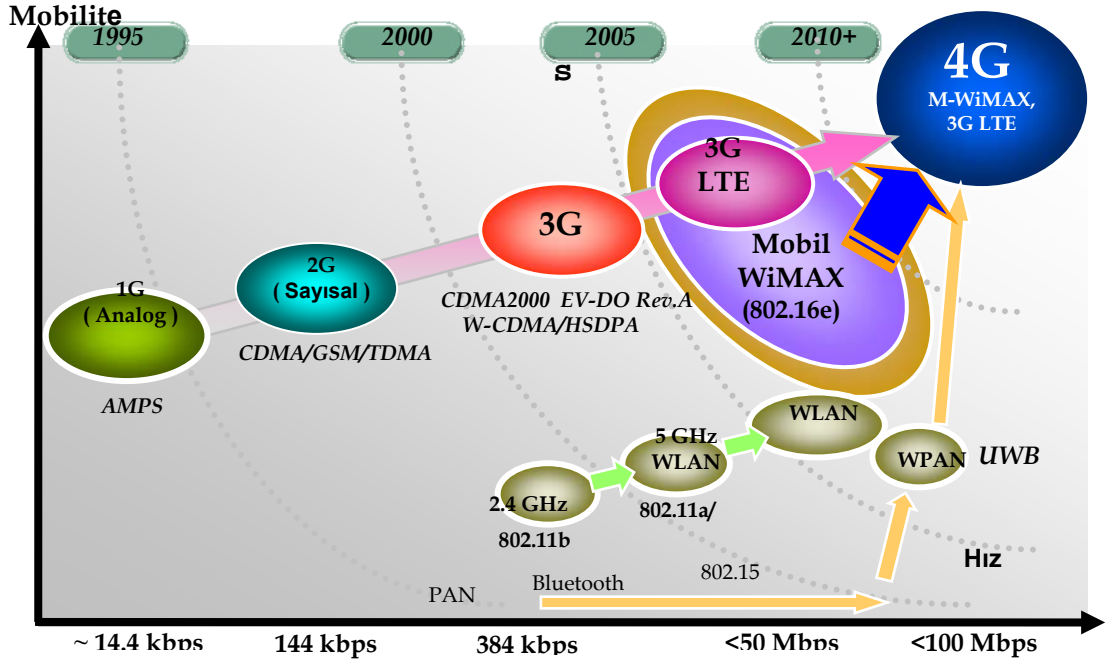 Mobilite
1995
2000
2005
2010+
s
4G
M-WiMAX,
3G LTE
3G
LTE
3G
Mobil
WiMAX
(802.16e)
2G
( Sayısal )
1G
( Analog )
CDMA2000 EV-DO Rev.A
W-CDMA/HSDPA
CDMA/GSM/TDMA
AMPS
WLAN
5 GHz
WLAN
WPAN
UWB
2.4 GHz
802.11a/
802.11b
Hız
802.15
Bluetooth
PAN
~ 14.4 kbps
144 kbps
384 kbps
<50 Mbps
<100 Mbps